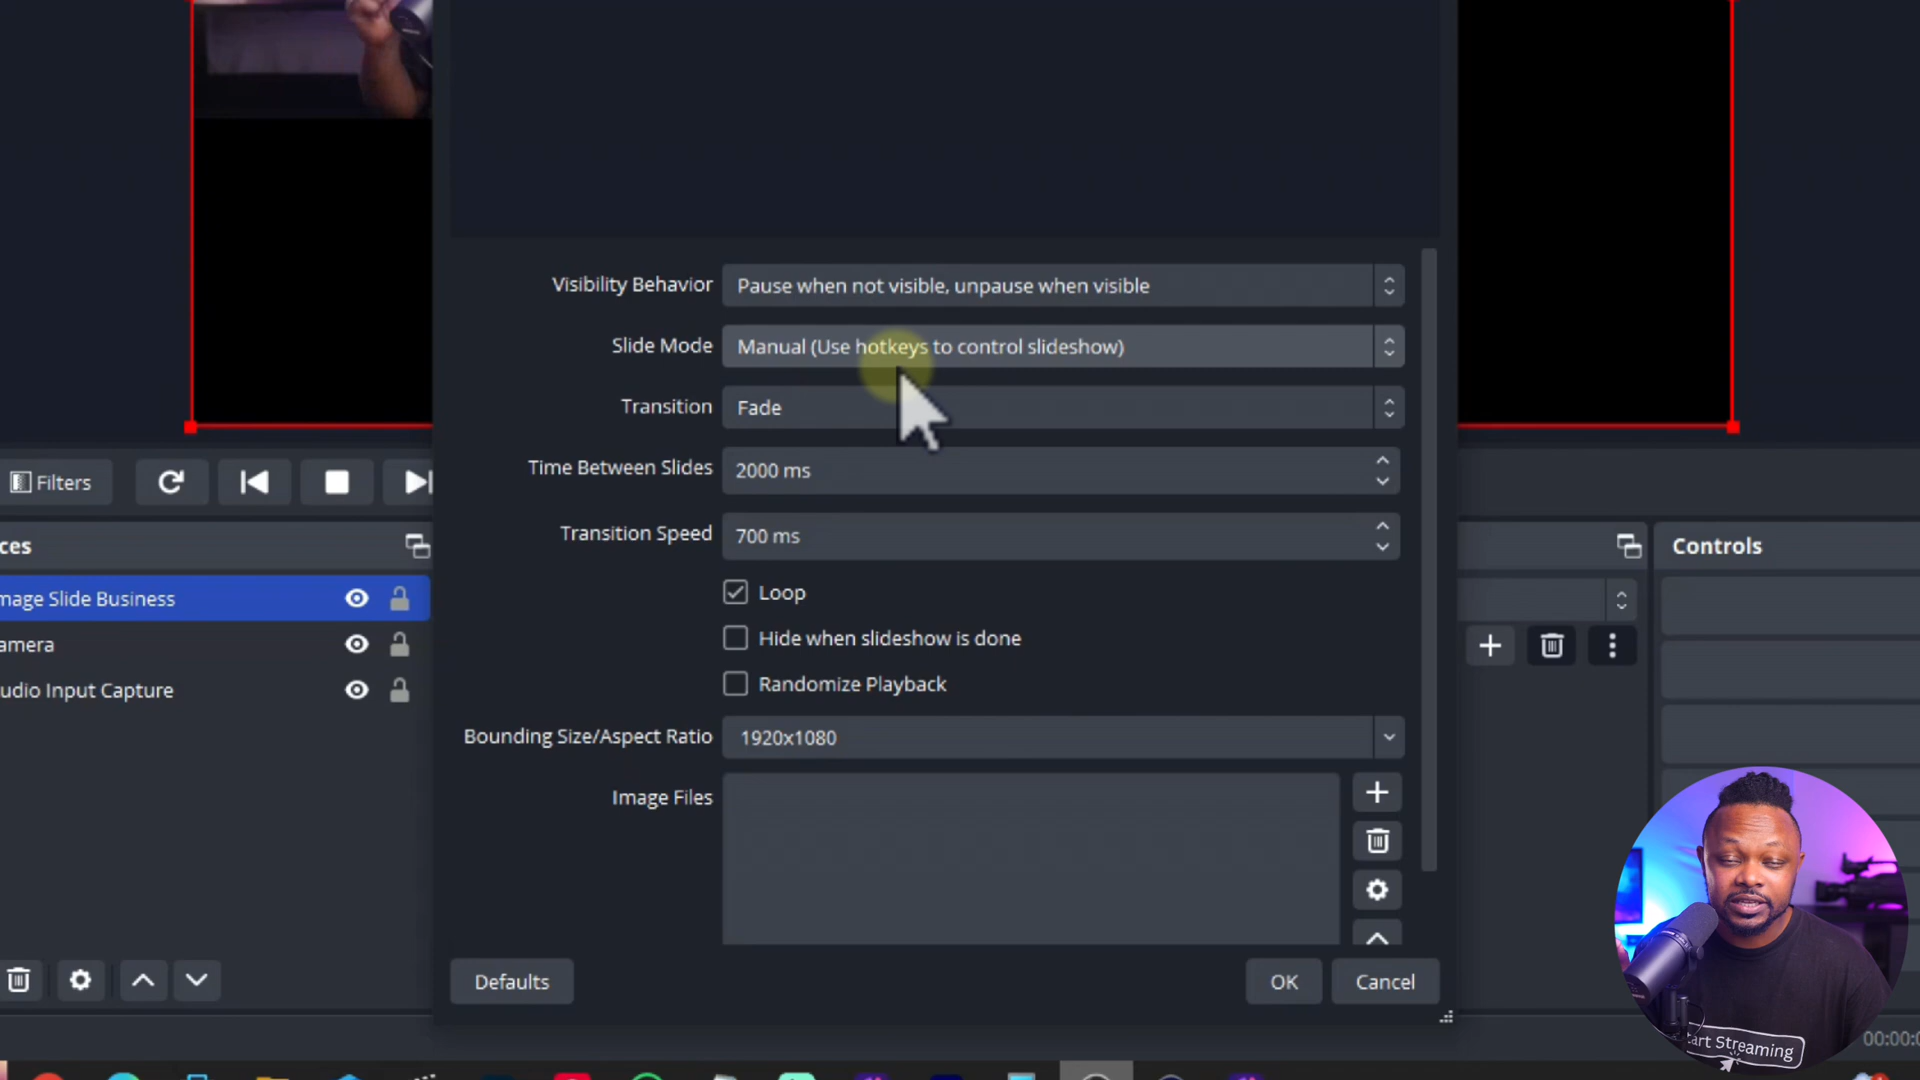 Visibility Behavior Pause when not visible, unpause when visible
Slide Mode Manual (Use hotkeys to control slideshow)
Transition Fade
Time Between Slides 2000 ms
Transition Speed 700 ms
Loop
Hide when slideshow is done
Randomize Playback
Bounding Size/Aspect Ratio 1920x1080
Image Files
Defaults OK Cancel
Filters
ces
mage Slide Business
amera
udio Input Capture
Controls
tart Streaming
00:00:0